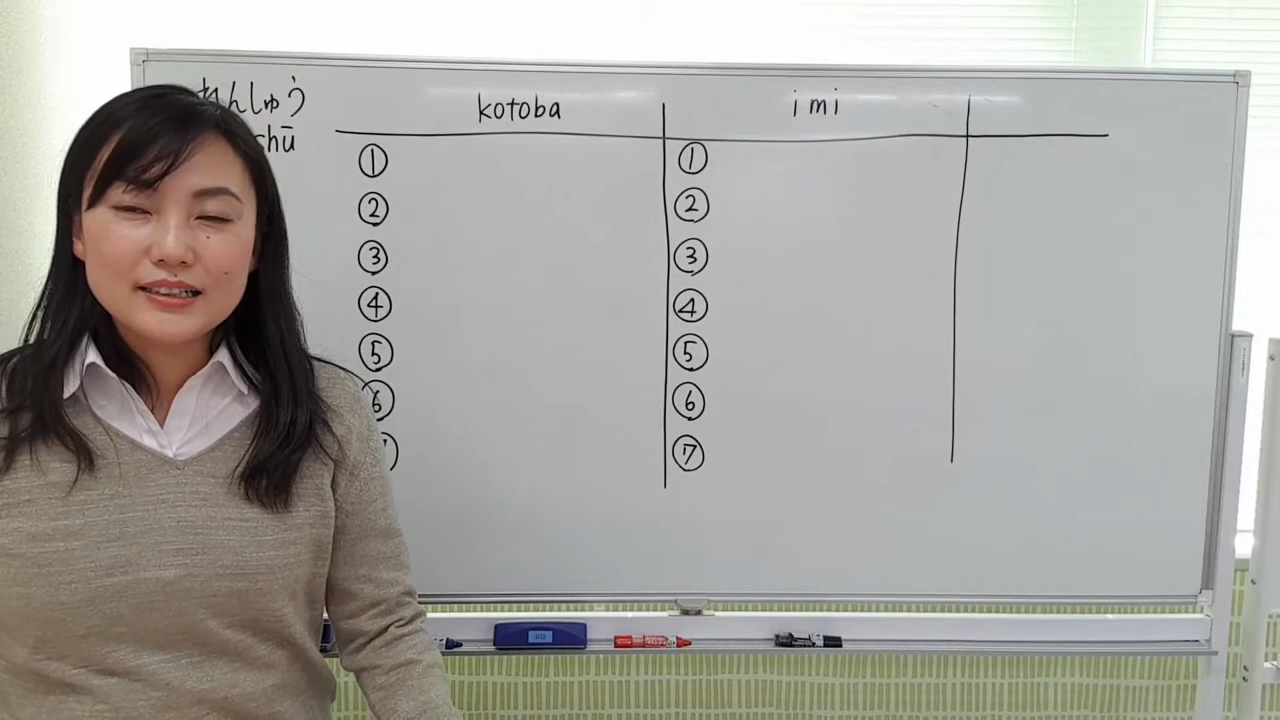 れんしゅう
shū
kotoba
imi
① ①
② ②
③ ③
④ ④
⑤ ⑤
⑥ ⑥
⑦